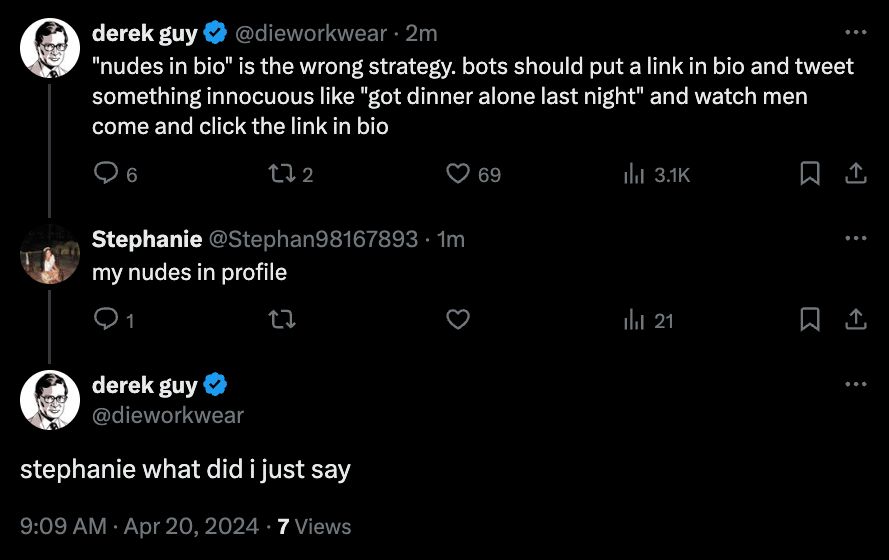 derek guy @dieworkwear · 2m
"nudes in bio" is the wrong strategy. bots should put a link in bio and tweet
something innocuous like "got dinner alone last night" and watch men
come and click the link in bio
6 2 69 3.1K
Stephanie @Stephan98167893 · 1m
my nudes in profile
1 21
derek guy
@dieworkwear
stephanie what did i just say
9:09 AM · Apr 20, 2024 · 7 Views